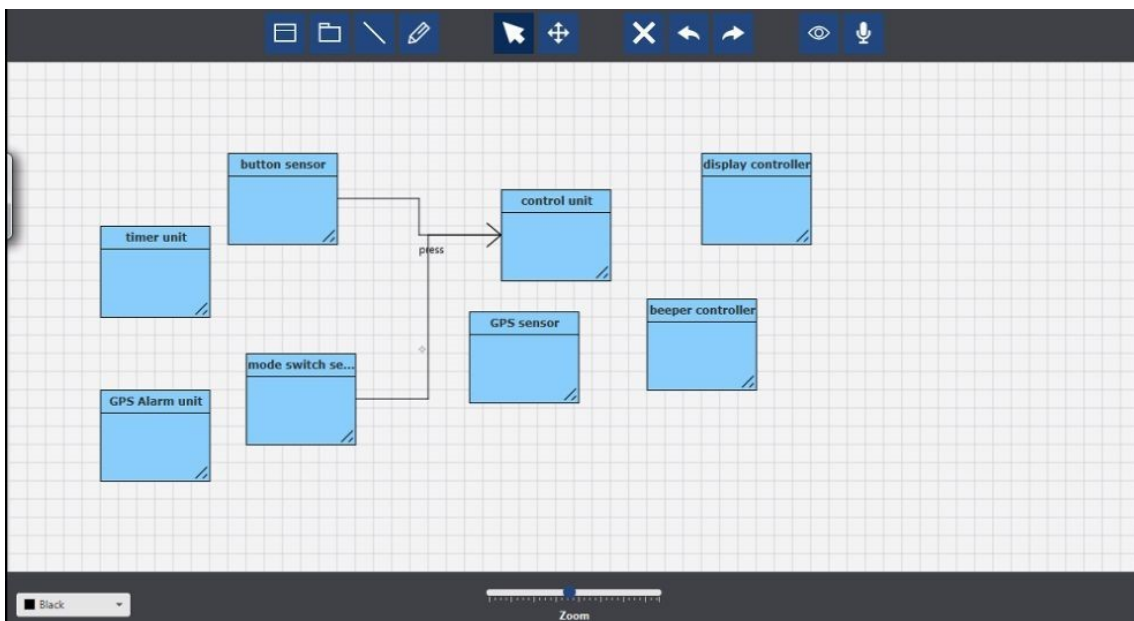 button sensor
display controller
control unit
timer unit
press
beeper controller
GPS sensor
mode switch se...
GPS Alarm unit
Black
Zoom